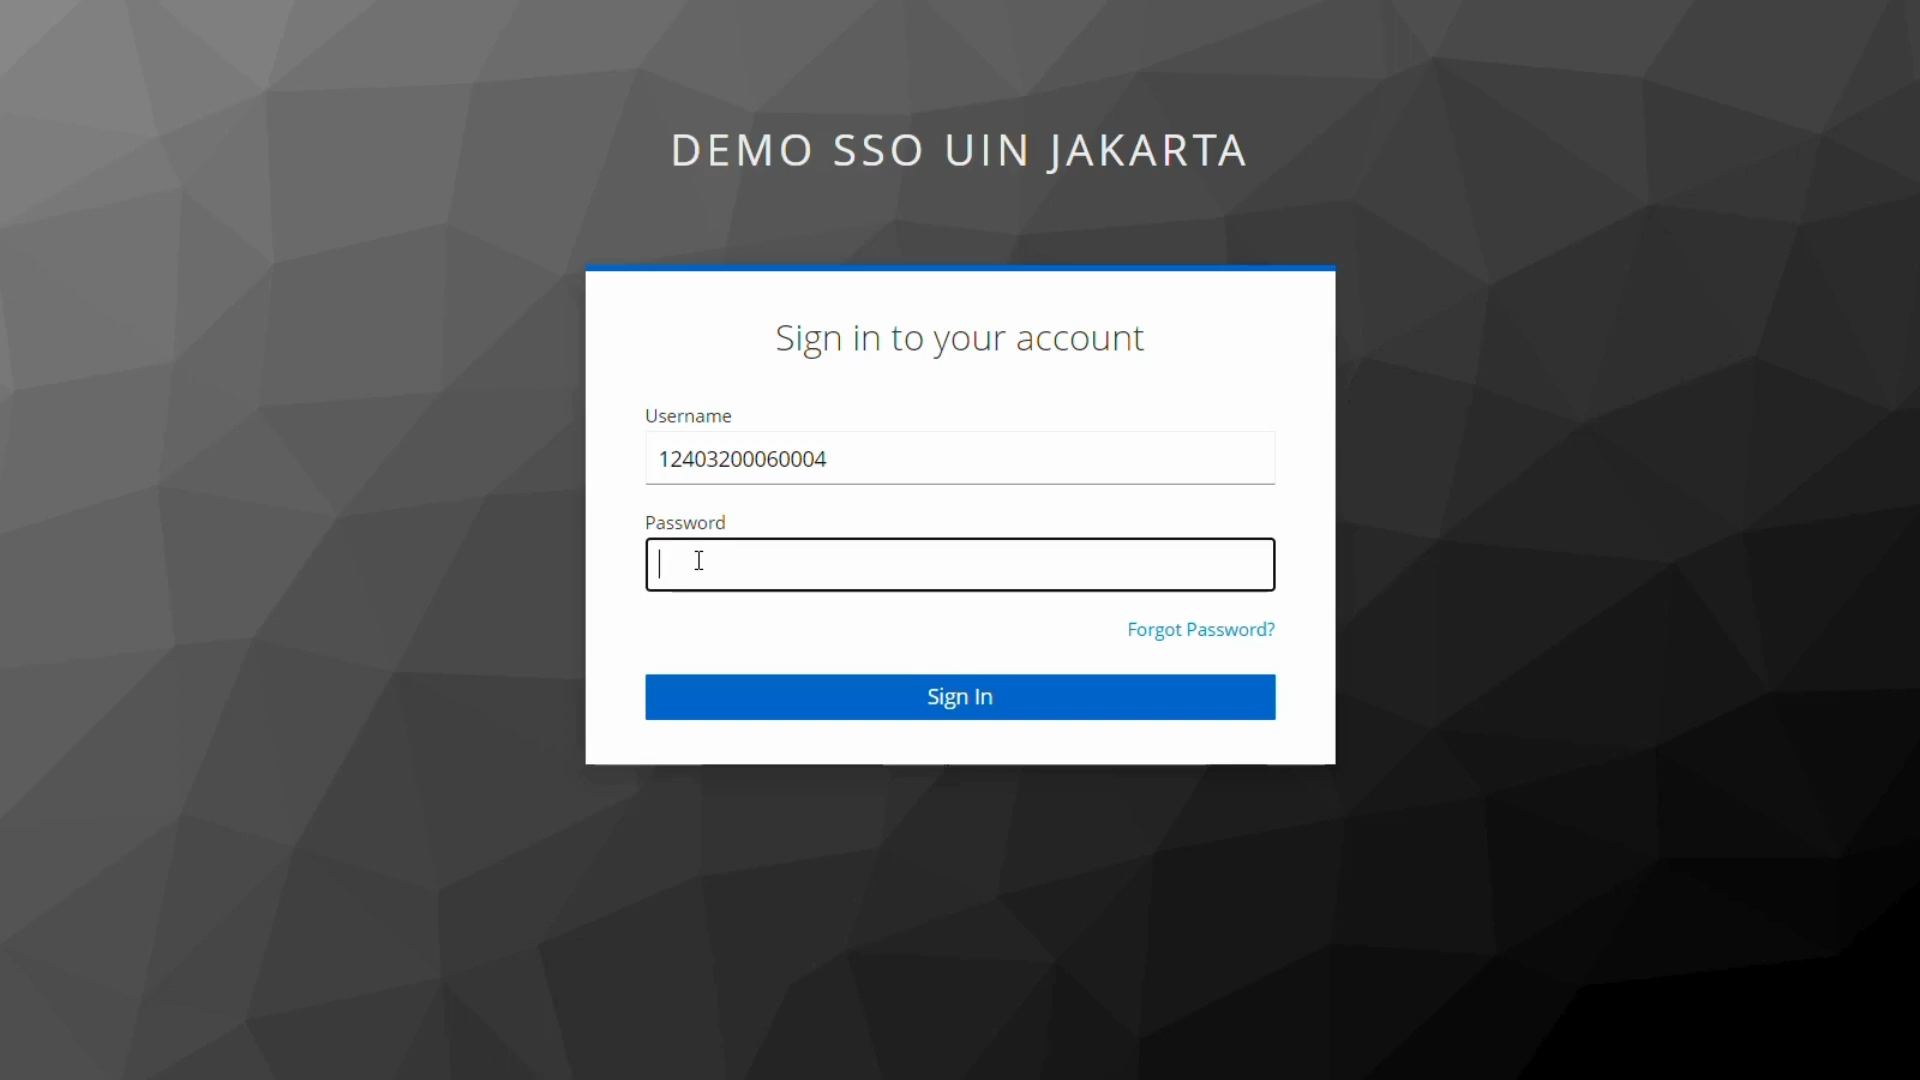 DEMO SSO UIN JAKARTA
Sign in to your account
Username
12403200060004
Password
Forgot Password?
Sign In